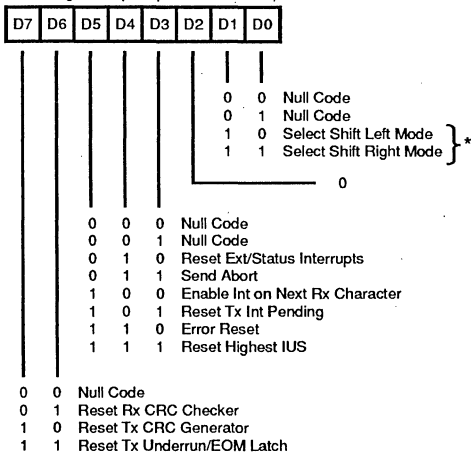 D7 D6 D5 D4 D3 D2 D1 D0
0 0 Null Code
0 1 Null Code
1 0 Select Shift Left Mode
1 1 Select Shift Right Mode
*
0
0 0 0 Null Code
0 0 1 Null Code
0 1 0 Reset Ext/Status Interrupts
0 1 1 Send Abort
1 0 0 Enable Int on Next Rx Character
1 0 1 Reset Tx Int Pending
1 1 0 Error Reset
1 1 1 Reset Highest IUS
0 0 Null Code
0 1 Reset Rx CRC Checker
1 0 Reset Tx CRC Generator
1 1 Reset Tx Underrun/EOM Latch